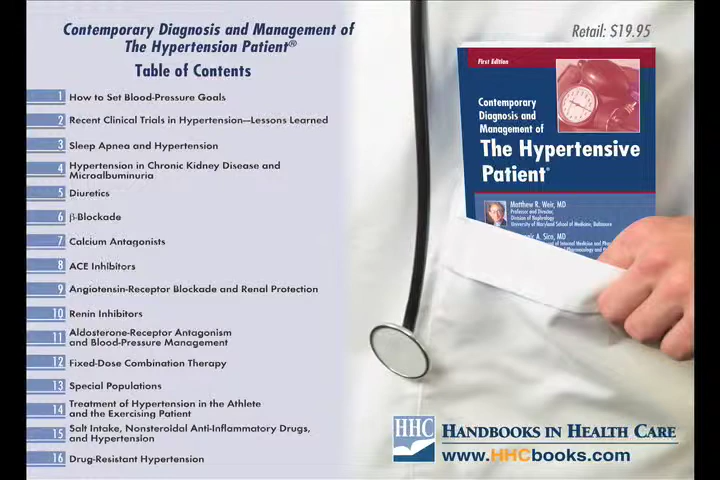 Contemporary Diagnosis and Management of
The Hypertension Patient®
Table of Contents
1 How to Set Blood-Pressure Goals
2 Recent Clinical Trials in Hypertension—Lessons Learned
3 Sleep Apnea and Hypertension
4 Hypertension in Chronic Kidney Disease and
Microalbuminuria
5 Diuretics
6 β-Blockade
7 Calcium Antagonists
8 ACE Inhibitors
9 Angiotensin-Receptor Blockade and Renal Protection
10 Renin Inhibitors
11 Aldosterone-Receptor Antagonism
and Blood-Pressure Management
12 Fixed-Dose Combination Therapy
13 Special Populations
14 Treatment of Hypertension in the Athlete
and the Exercising Patient
15 Salt Intake, Nonsteroidal Anti-Inflammatory Drugs,
and Hypertension
16 Drug-Resistant Hypertension
Retail: $19.95
First Edition
Contemporary
Diagnosis and
Management of
The Hypertensive
Patient®
Matthew R. Weir, MD
Professor and Director,
Division of Nephrology
University of Maryland School of Medicine, Baltimore
A. Sica, MD
of Internal Medicine and
HHC
HANDBOOKS IN HEALTH CARE
www.HHCbooks.com